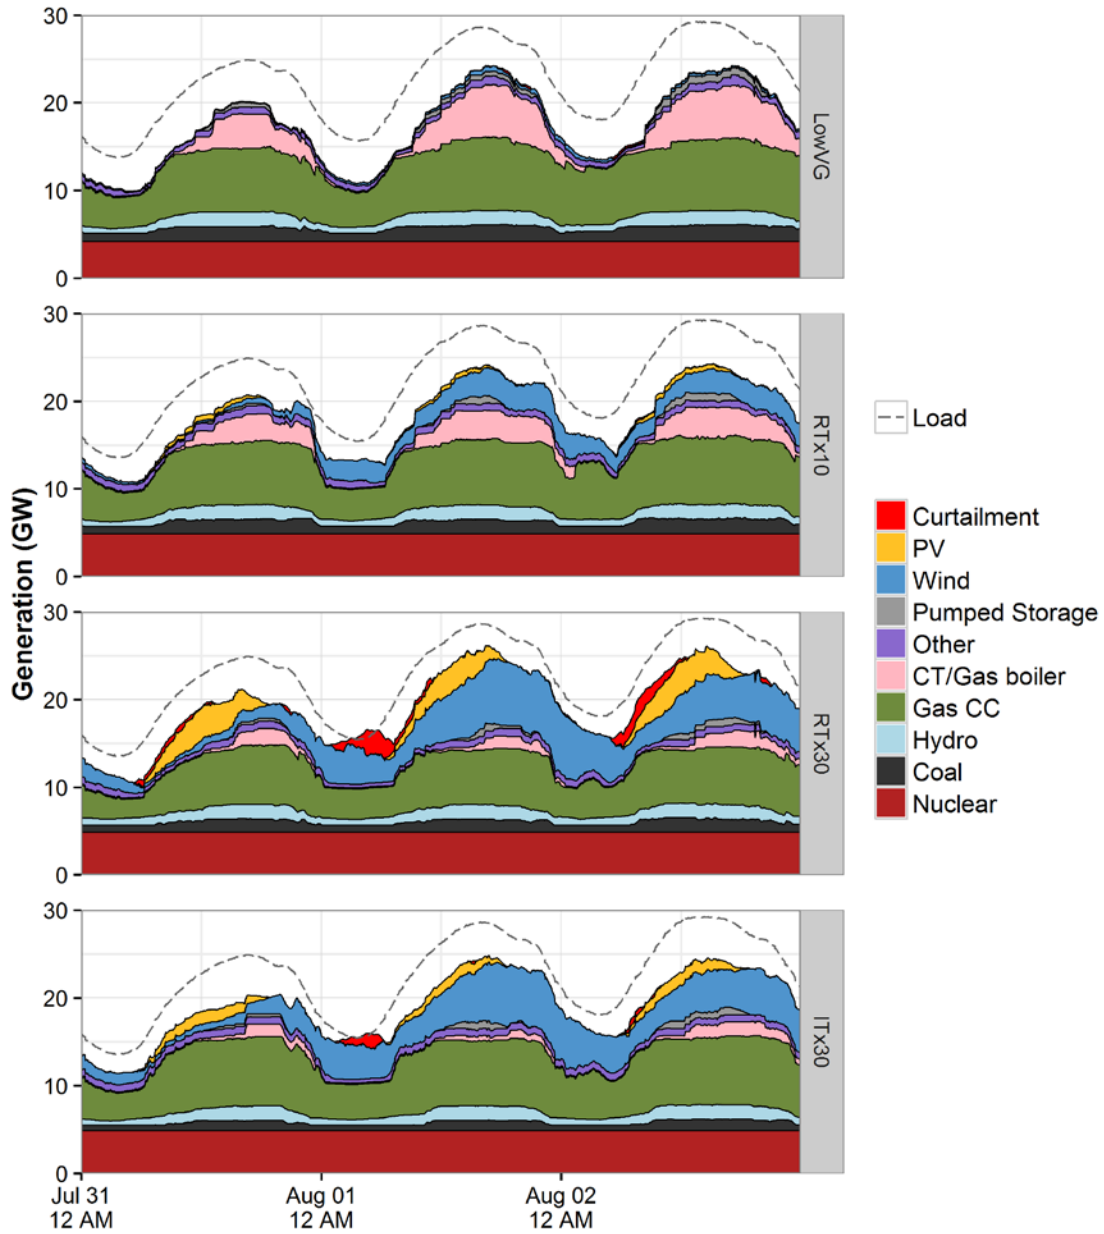 30
20
10
0
LowVG
30
20
10
0
RTx10
30
20
10
0
RTx30
30
20
10
0
ITx30
Generation (GW)
Jul 31
12 AM
Aug 01
12 AM
Aug 02
12 AM
Load
Curtailment
PV
Wind
Pumped Storage
Other
CT/Gas boiler
Gas CC
Hydro
Coal
Nuclear